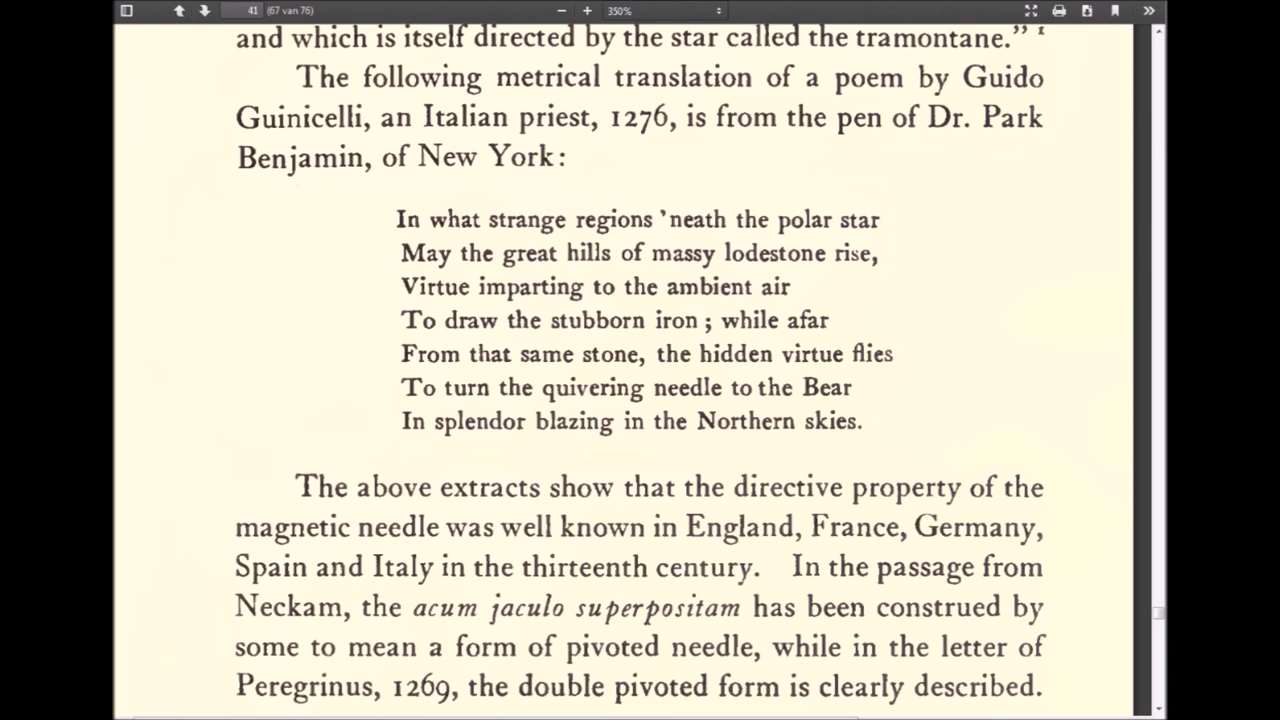 41 (67 van 76) 350%
and which is itself directed by the star called the tramontane.” ¹
The following metrical translation of a poem by Guido
Guinicelli, an Italian priest, 1276, is from the pen of Dr. Park
Benjamin, of New York:
In what strange regions ’neath the polar star
May the great hills of massy lodestone rise,
Virtue imparting to the ambient air
To draw the stubborn iron ; while afar
From that same stone, the hidden virtue flies
To turn the quivering needle to the Bear
In splendor blazing in the Northern skies.
The above extracts show that the directive property of the
magnetic needle was well known in England, France, Germany,
Spain and Italy in the thirteenth century. In the passage from
Neckam, the acum jaculo superpositam has been construed by
some to mean a form of pivoted needle, while in the letter of
Peregrinus, 1269, the double pivoted form is clearly described.